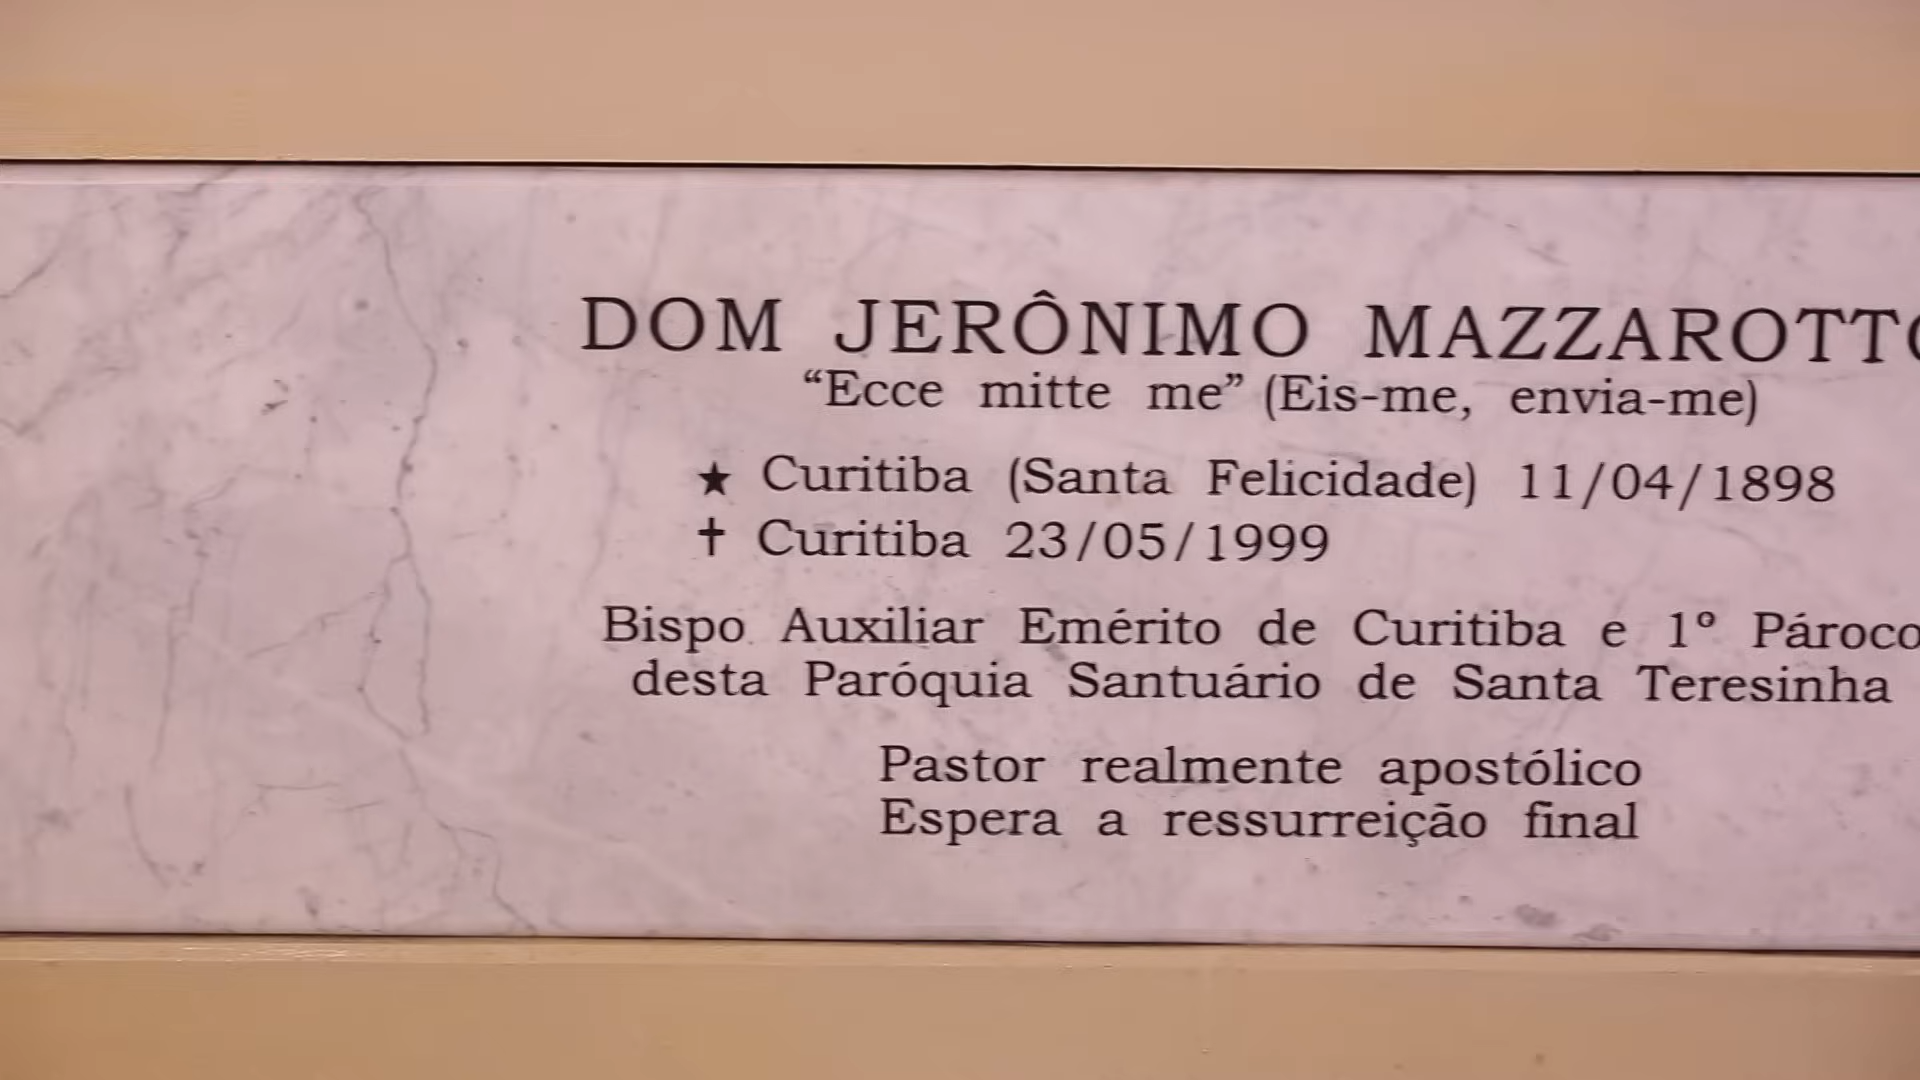 DOM JERÔNIMO MAZZAROTTO
“Ecce mitte me” (Eis-me, envia-me)
★ Curitiba (Santa Felicidade) 11/04/1898
✝ Curitiba 23/05/1999
Bispo Auxiliar Emérito de Curitiba e 1º Pároco
desta Paróquia Santuário de Santa Teresinha
Pastor realmente apostólico
Espera a ressurreição final